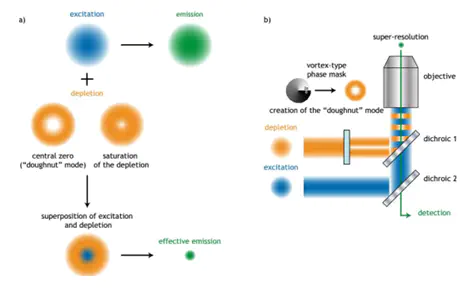 a)
excitation
emission
depletion
central zero
("doughnut" mode)
saturation
of the depletion
superposition of excitation
and depletion
effective emission
b)
super-resolution
vortex-type
phase mask
objective
creation of the "doughnut" mode
depletion
dichroic 1
excitation
dichroic 2
detection